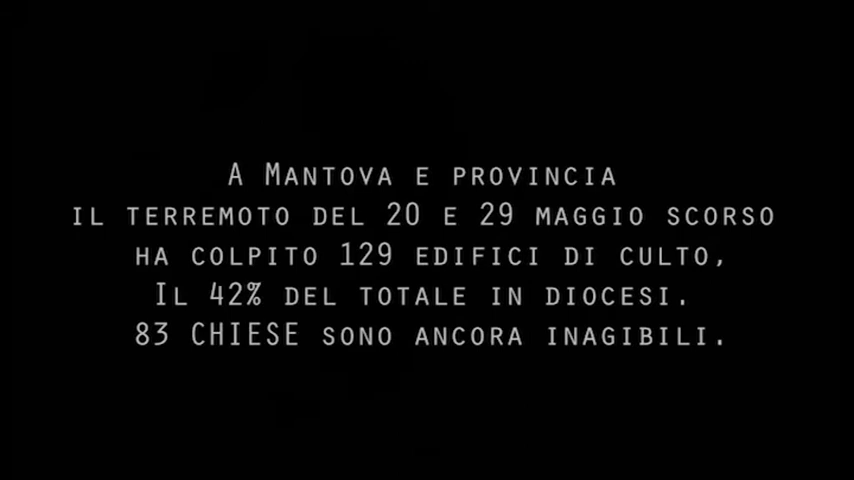 A MANTOVA E PROVINCIA
IL TERREMOTO DEL 20 E 29 MAGGIO SCORSO
HA COLPITO 129 EDIFICI DI CULTO,
IL 42% DEL TOTALE IN DIOCESI.
83 CHIESE SONO ANCORA INAGIBILI.